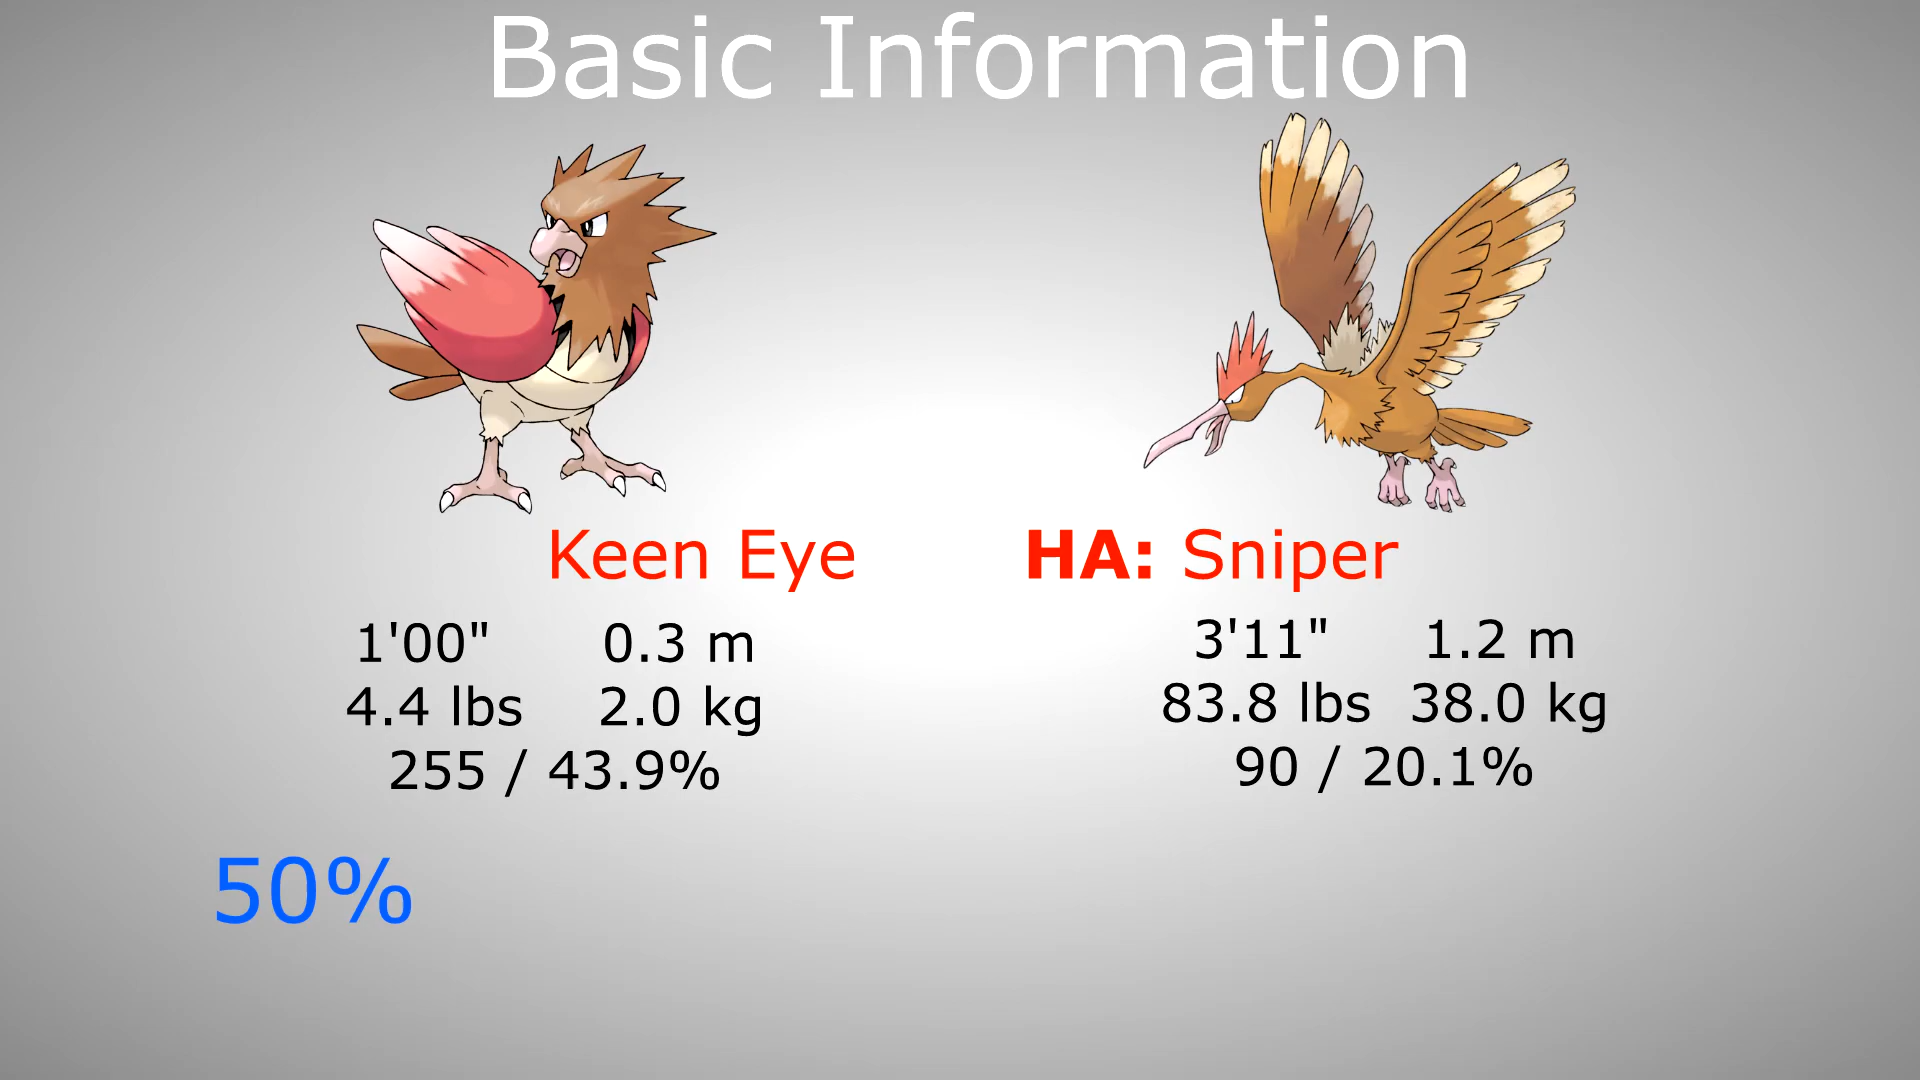 Basic Information
Keen Eye HA: Sniper
1'00" 0.3 m 3'11" 1.2 m
4.4 lbs 2.0 kg 83.8 lbs 38.0 kg
255 / 43.9% 90 / 20.1%
50%